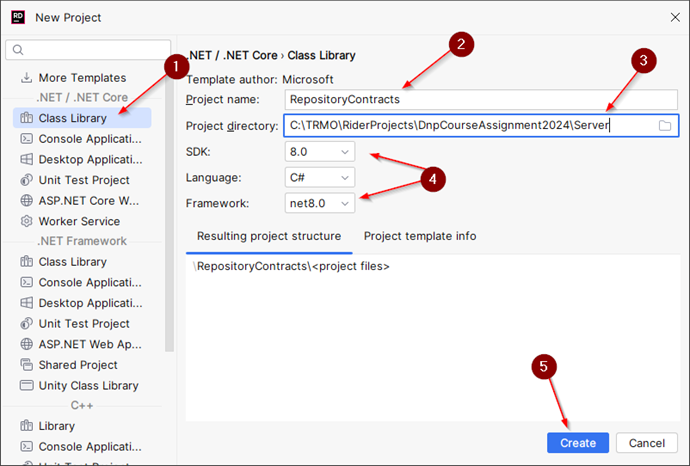 RD
New Project
More Templates
.NET / .NET Core
Class Library
Console Applicati...
Desktop Applicati...
Unit Test Project
ASP.NET Core W...
Worker Service
.NET Framework
Class Library
Console Applicati...
Desktop Applicati...
Unit Test Project
ASP.NET Web Ap...
Shared Project
Unity Class Library
C++
Library
Console Applicati...
Unit Test Project
1
.NET / .NET Core › Class Library
2
3
Template author: Microsoft
Project name: RepositoryContracts
Project directory: C:\TRMO\RiderProjects\DnpCourseAssignment2024\Server
SDK: 8.0
Language: C#
4
Framework: net8.0
Resulting project structure Project template info
\RepositoryContracts\<project files>
5
Create Cancel